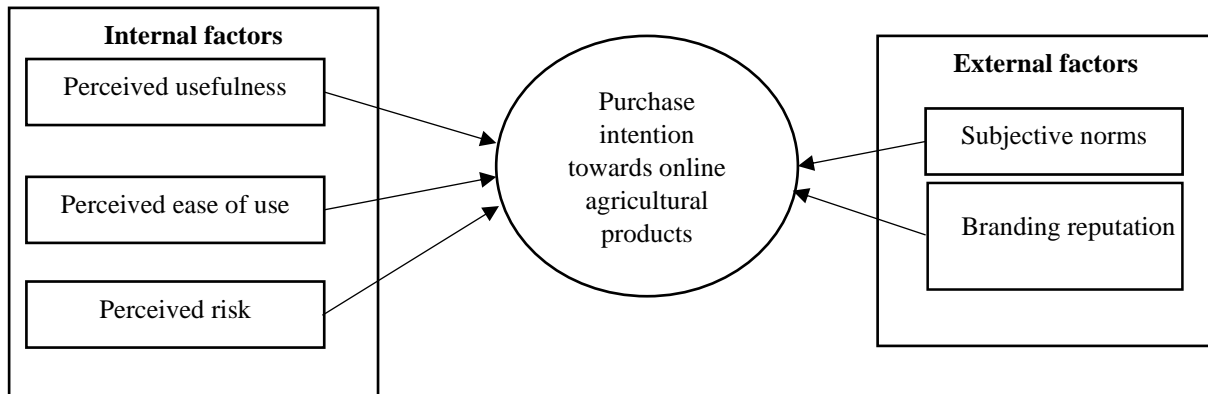 Internal factors
Perceived usefulness
Perceived ease of use
Perceived risk
Purchase
intention
towards online
agricultural
products
External factors
Subjective norms
Branding reputation